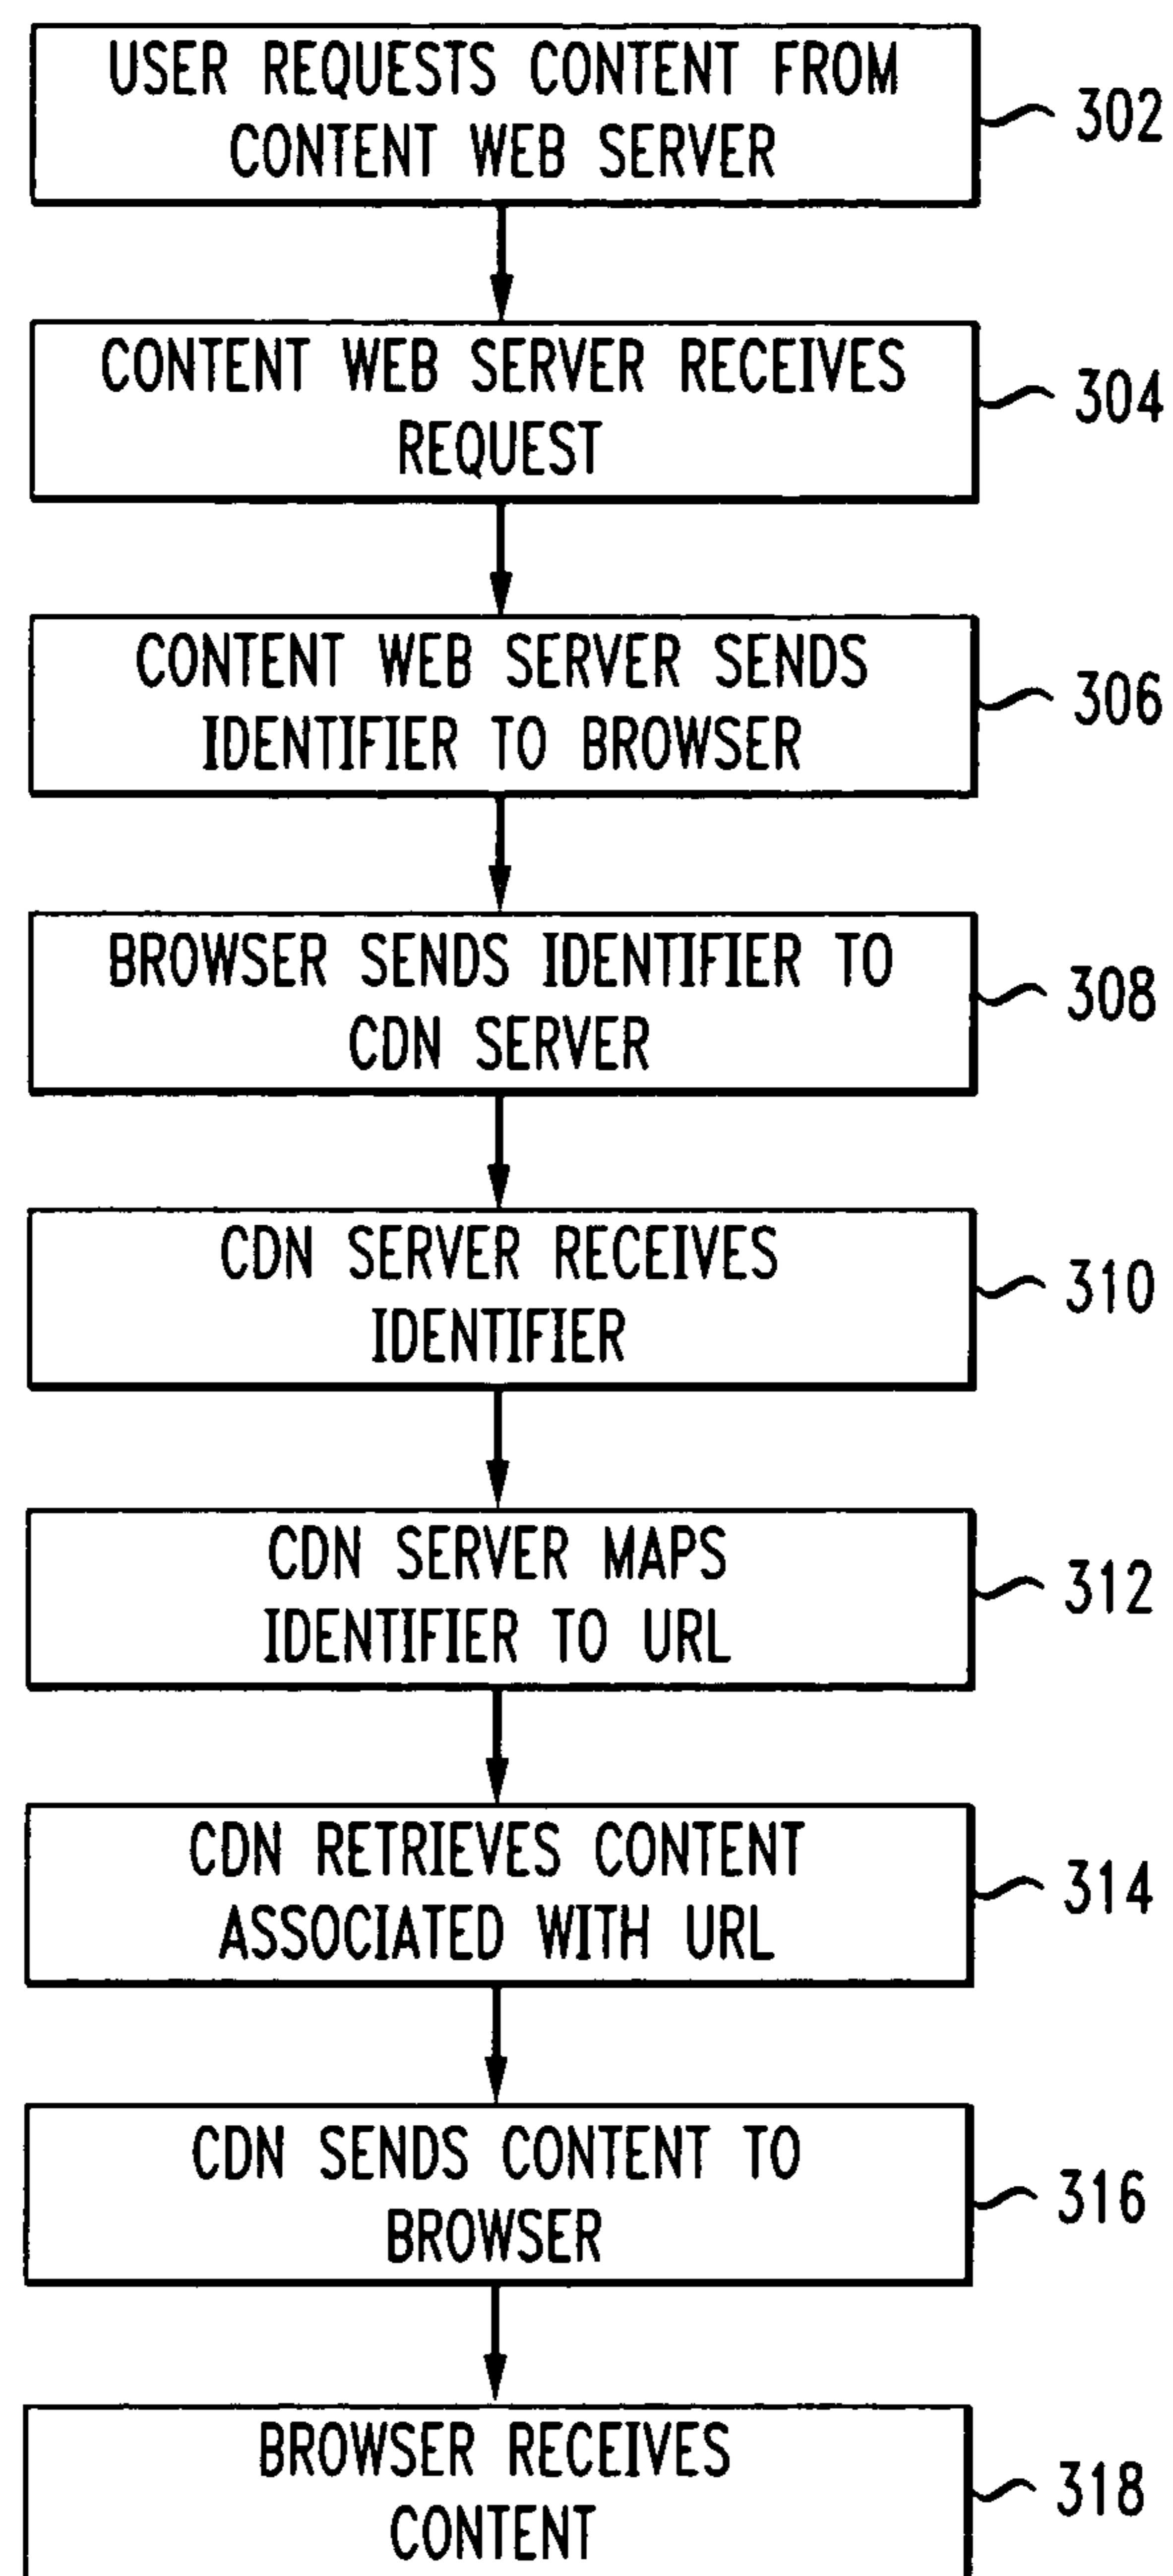 USER REQUESTS CONTENT FROM
CONTENT WEB SERVER
302
CONTENT WEB SERVER RECEIVES
REQUEST
304
CONTENT WEB SERVER SENDS
IDENTIFIER TO BROWSER
306
BROWSER SENDS IDENTIFIER TO
CDN SERVER
308
CDN SERVER RECEIVES
IDENTIFIER
310
CDN SERVER MAPS
IDENTIFIER TO URL
312
CDN RETRIEVES CONTENT
ASSOCIATED WITH URL
314
CDN SENDS CONTENT TO
BROWSER
316
BROWSER RECEIVES
CONTENT
318